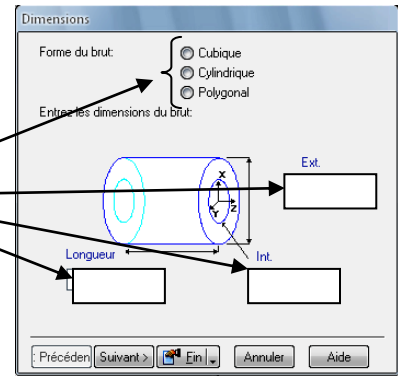 Dimensions
Forme du brut:
Cubique
Cylindrique
Polygonal
Entrez les dimensions du brut:
Ext.
X
Y
Z
Longueur
Int.
: Précéden Suivant > Fin Annuler Aide